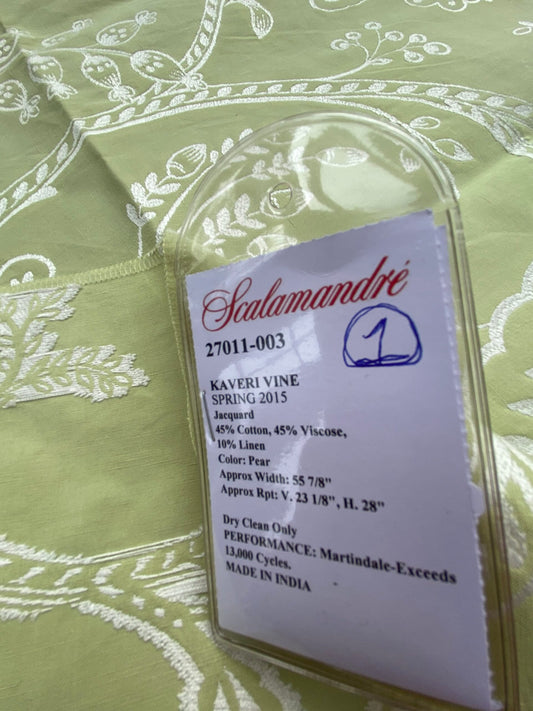 Scalamandré
27011-003
1
KAVERI VINE
SPRING 2015
Jacquard
45% Cotton, 45% Viscose,
10% Linen
Color: Pear
Approx Width: 55 7/8"
Approx Rpt: V. 23 1/8", H. 28"
Dry Clean Only
PERFORMANCE: Martindale-Exceeds
13,000 Cycles.
MADE IN INDIA